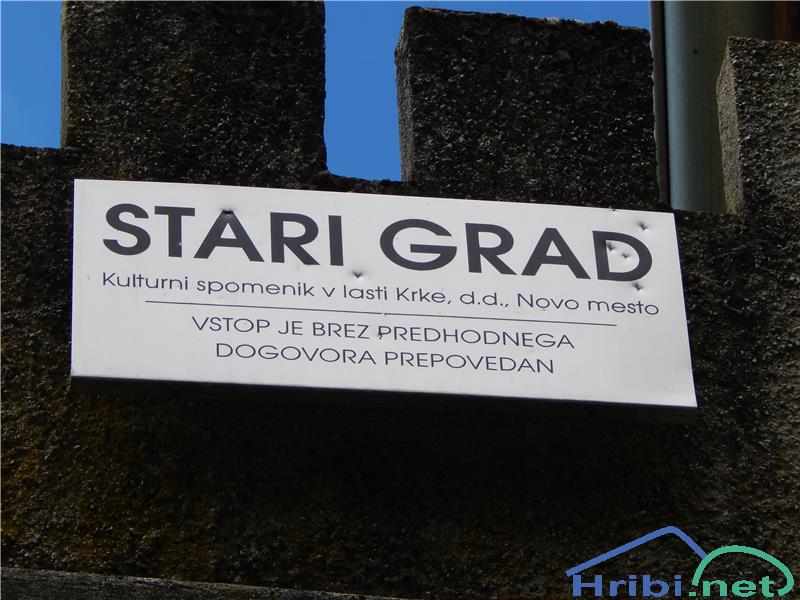 STARI GRAD
Kulturni spomenik v lasti Krke, d.d., Novo mesto
VSTOP JE BREZ PREDHODNEGA
DOGOVORA PREPOVEDAN
Hribi.net